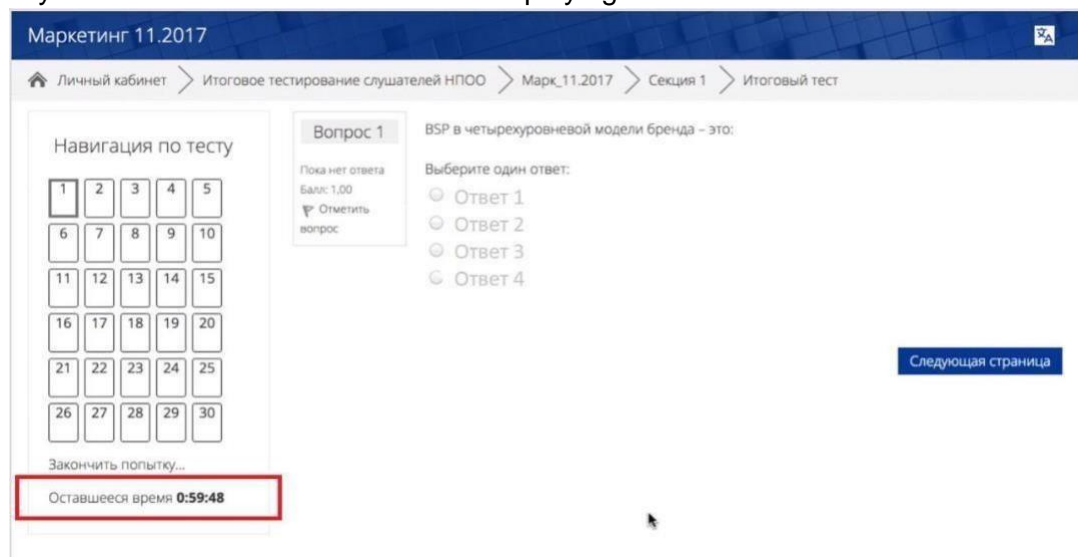 Маркетинг 11.2017
Личный кабинет
Итоговое тестирование слушателей НПОО
Марк_11.2017
Секция 1
Итоговый тест
Навигация по тесту
1 2 3 4 5
6 7 8 9 10
11 12 13 14 15
16 17 18 19 20
21 22 23 24 25
26 27 28 29 30
Закончить попытку...
Оставшееся время 0:59:48
Вопрос 1
Пока нет ответа
Балл: 1,00
Отметить
вопрос
BSP в четырехуровневой модели бренда – это:
Выберите один ответ:
Ответ 1
Ответ 2
Ответ 3
Ответ 4
Следующая страница